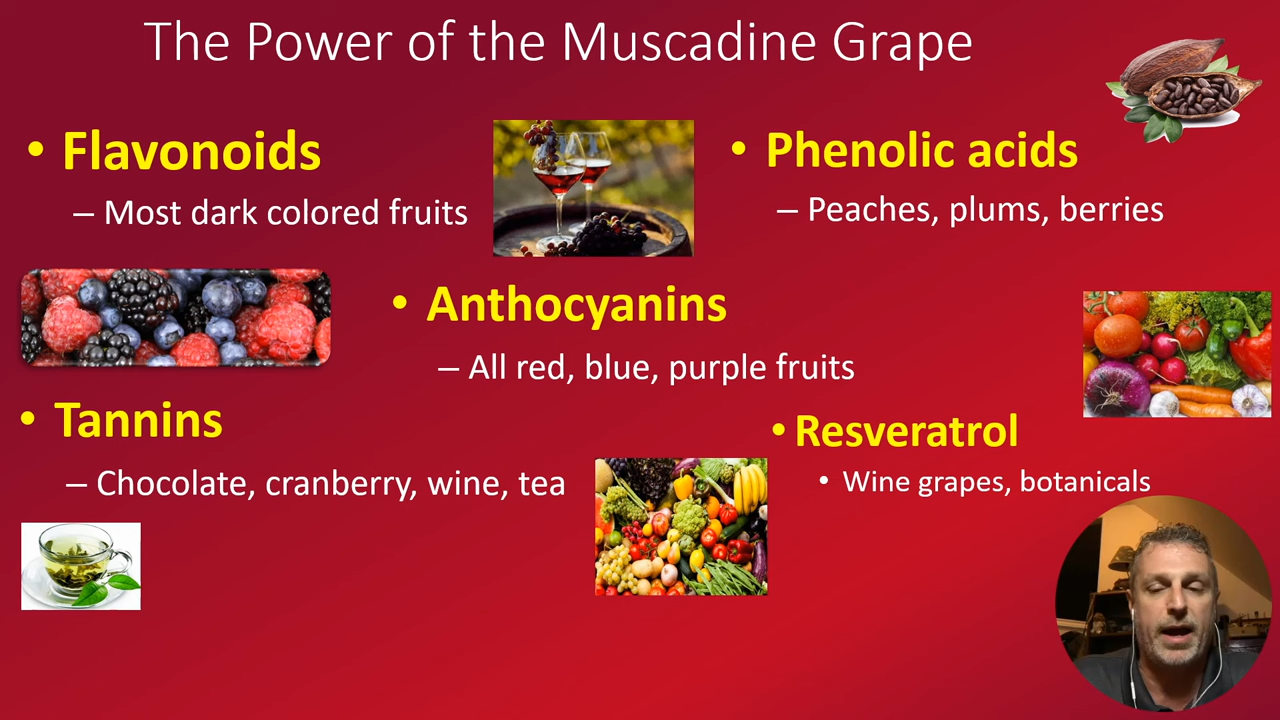 The Power of the Muscadine Grape
• Flavonoids
– Most dark colored fruits
• Phenolic acids
– Peaches, plums, berries
• Anthocyanins
– All red, blue, purple fruits
• Tannins
– Chocolate, cranberry, wine, tea
• Resveratrol
• Wine grapes, botanicals